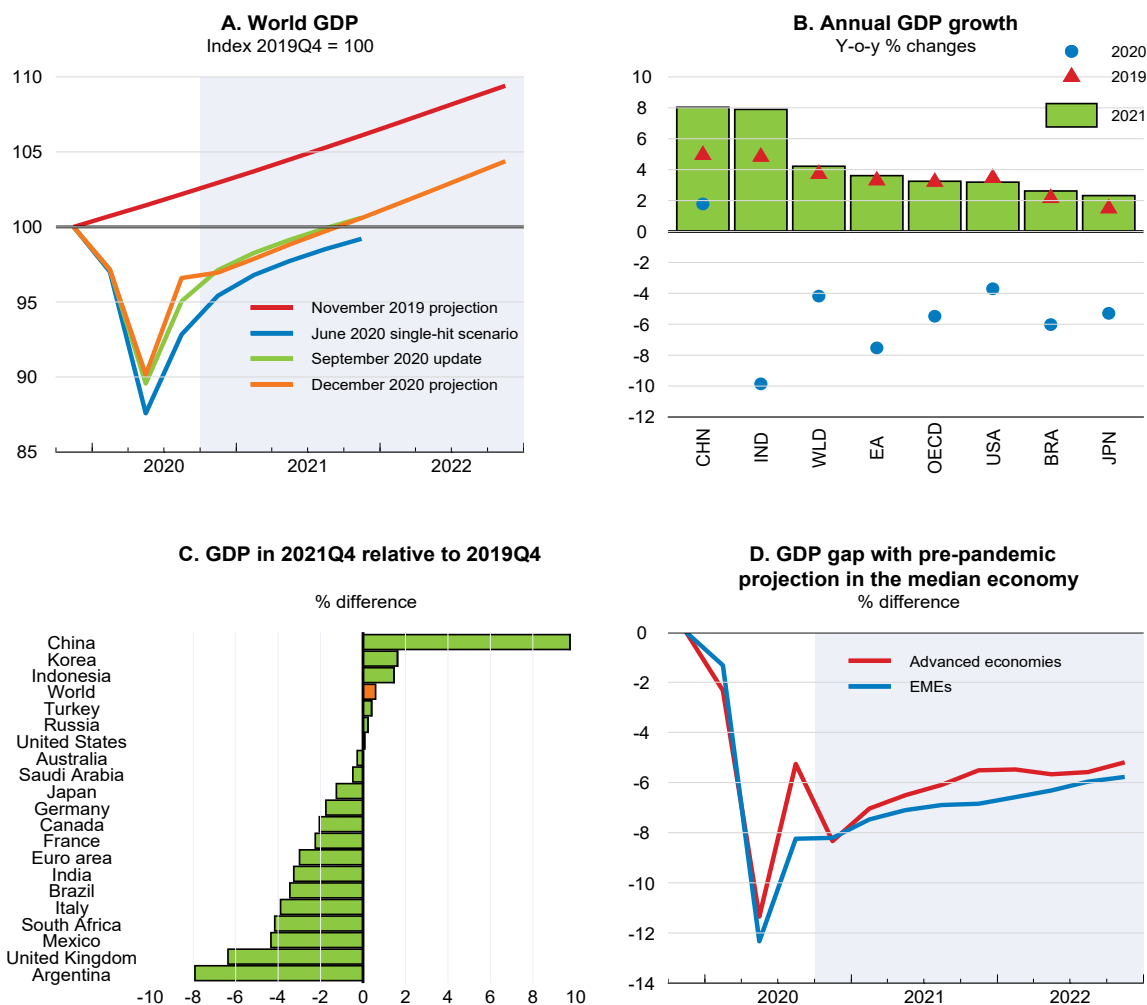 A. World GDP
Index 2019Q4 = 100
110
105
100
95
90
85
November 2019 projection
June 2020 single-hit scenario
September 2020 update
December 2020 projection
2020 2021 2022
B. Annual GDP growth
Y-o-y % changes
2020
2019
2021
10
8
6
4
2
0
-2
-4
-6
-8
-10
-12
CHN
IND
WLD
EA
OECD
USA
BRA
JPN
C. GDP in 2021Q4 relative to 2019Q4
% difference
China
Korea
Indonesia
World
Turkey
Russia
United States
Australia
Saudi Arabia
Japan
Germany
Canada
France
Euro area
India
Brazil
Italy
South Africa
Mexico
United Kingdom
Argentina
-10 -8 -6 -4 -2 0 2 4 6 8 10
D. GDP gap with pre-pandemic
projection in the median economy
% difference
0
-2
-4
-6
-8
-10
-12
-14
Advanced economies
EMEs
2020 2021 2022